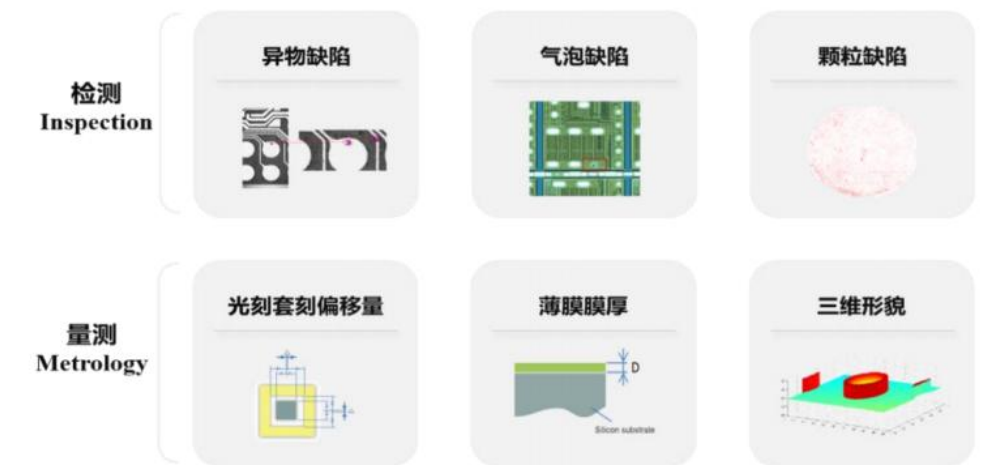 检测
Inspection
异物缺陷
气泡缺陷
颗粒缺陷
量测
Metrology
光刻套刻偏移量
薄膜膜厚
三维形貌
D
Silicon substrate